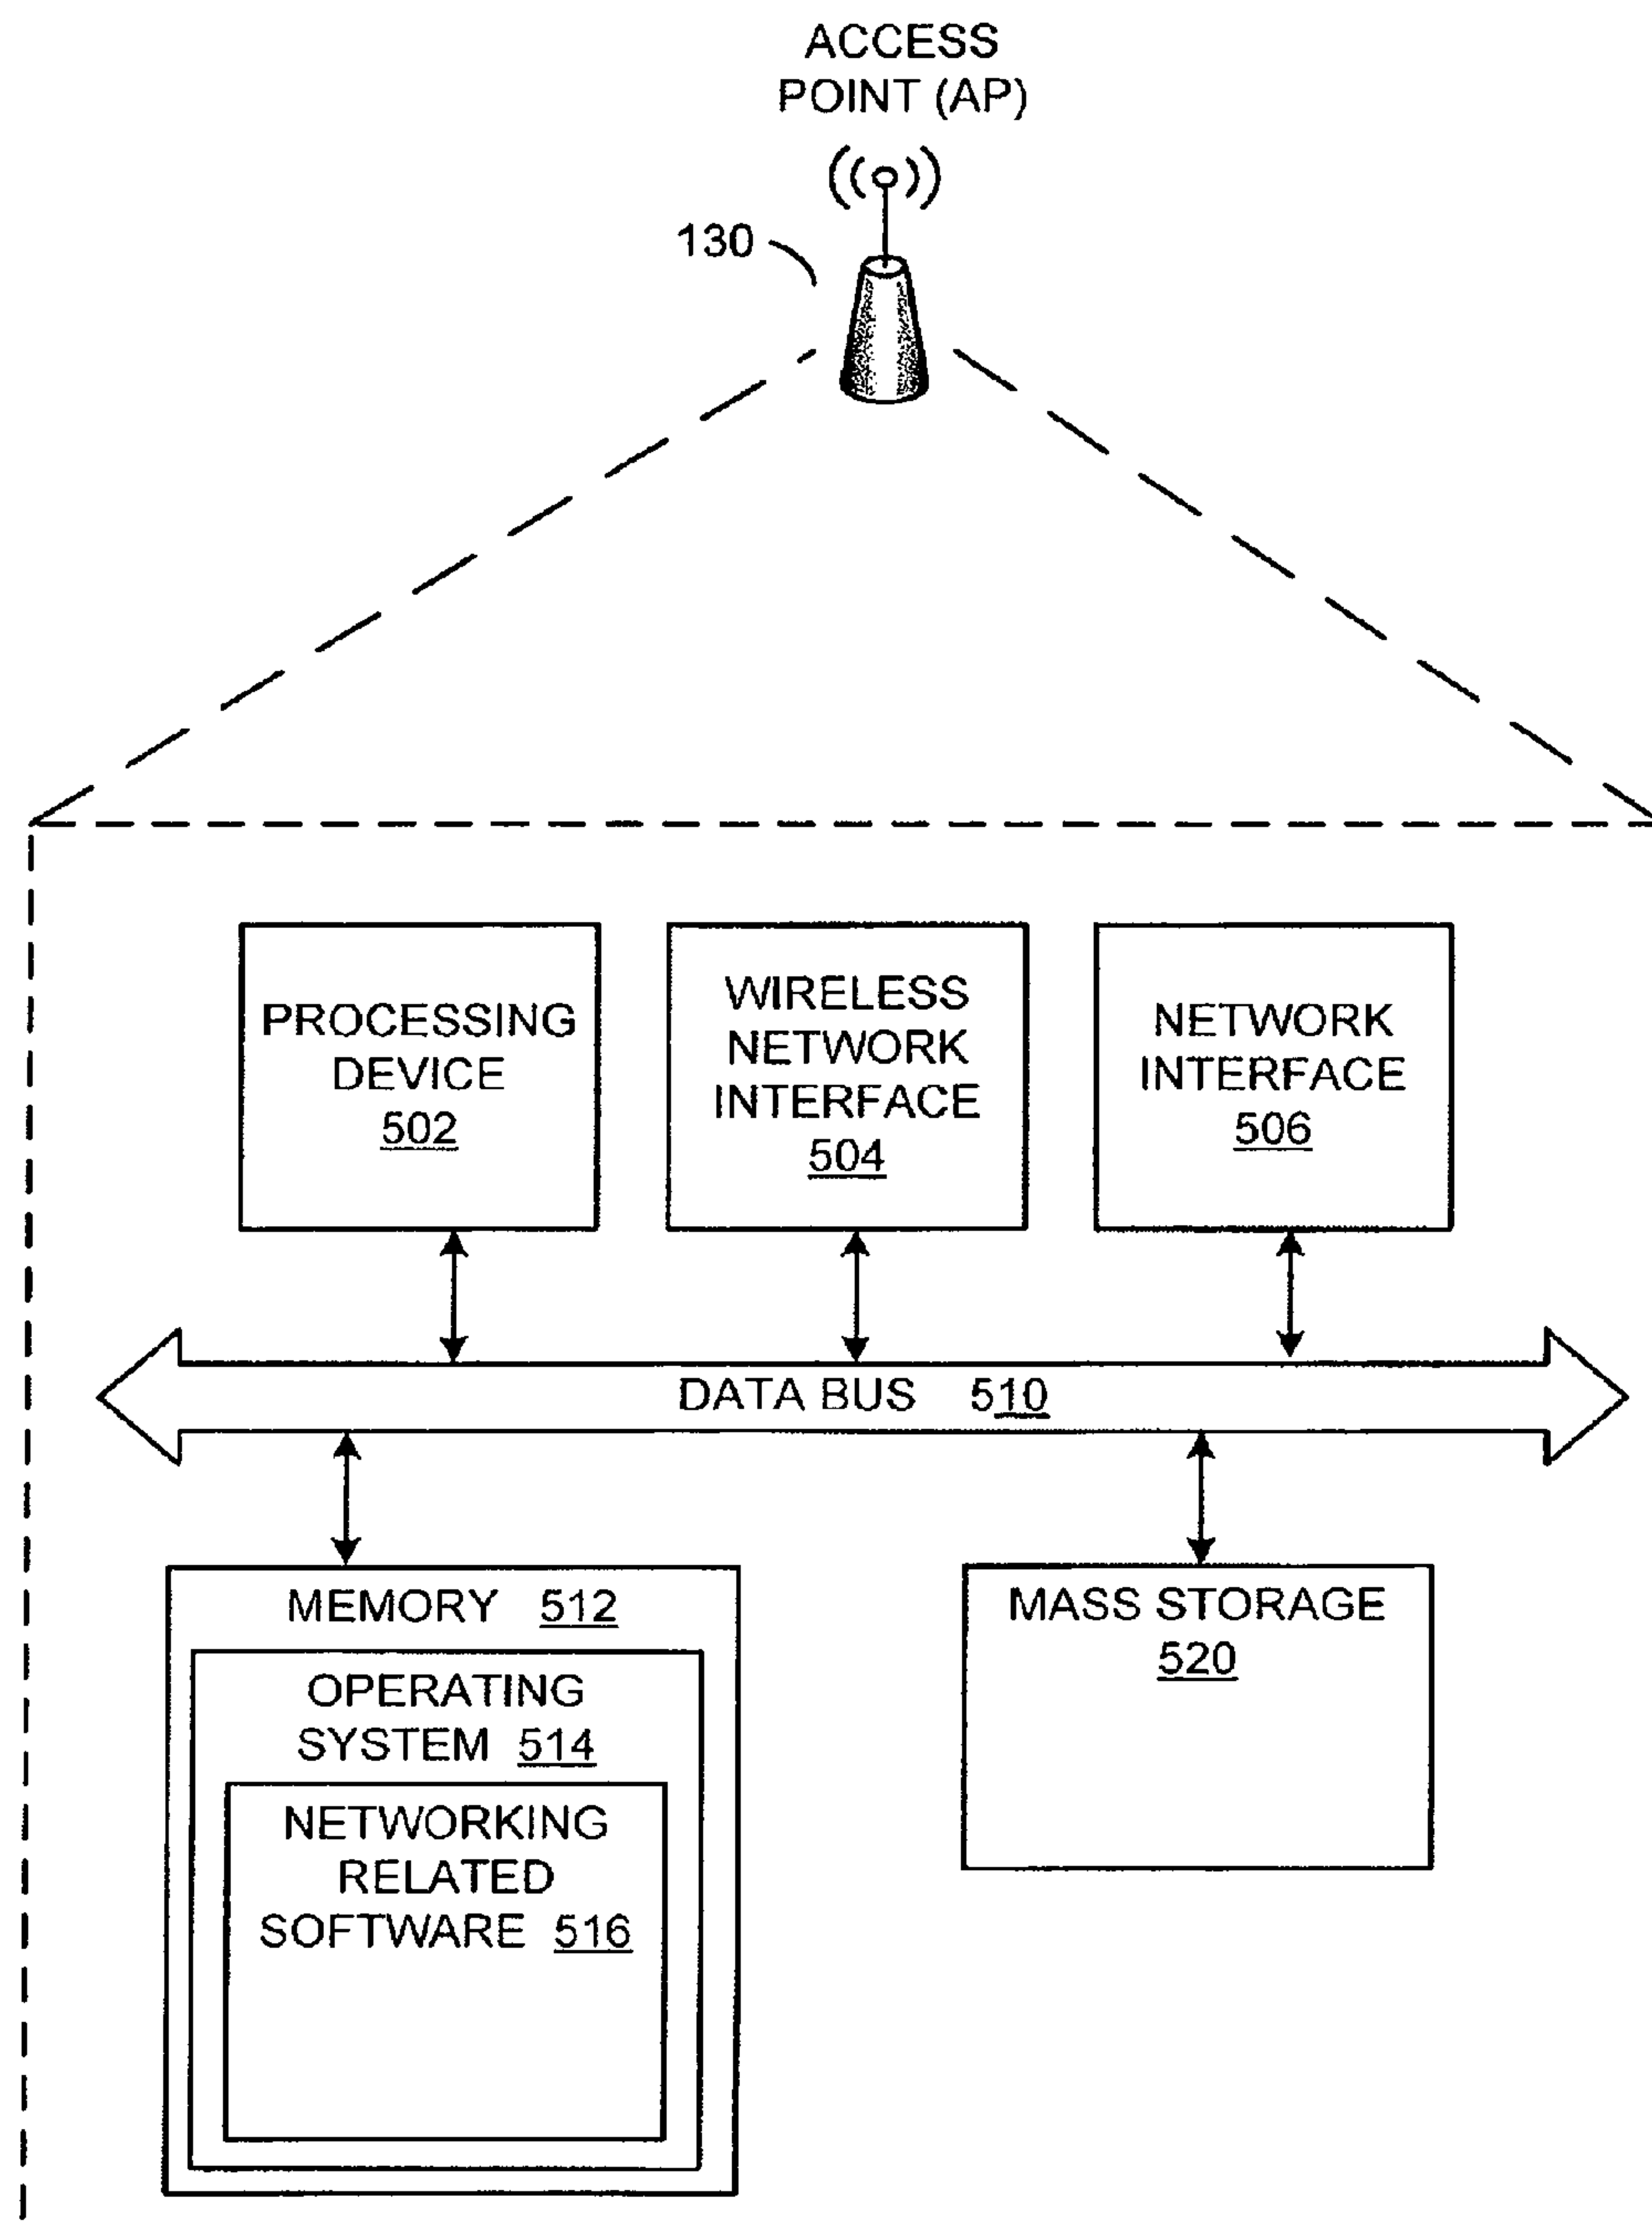 ACCESS
POINT (AP)
130
PROCESSING
DEVICE
502
WIRELESS
NETWORK
INTERFACE
504
NETWORK
INTERFACE
506
DATA BUS 510
MEMORY 512
OPERATING
SYSTEM 514
NETWORKING
RELATED
SOFTWARE 516
MASS STORAGE
520